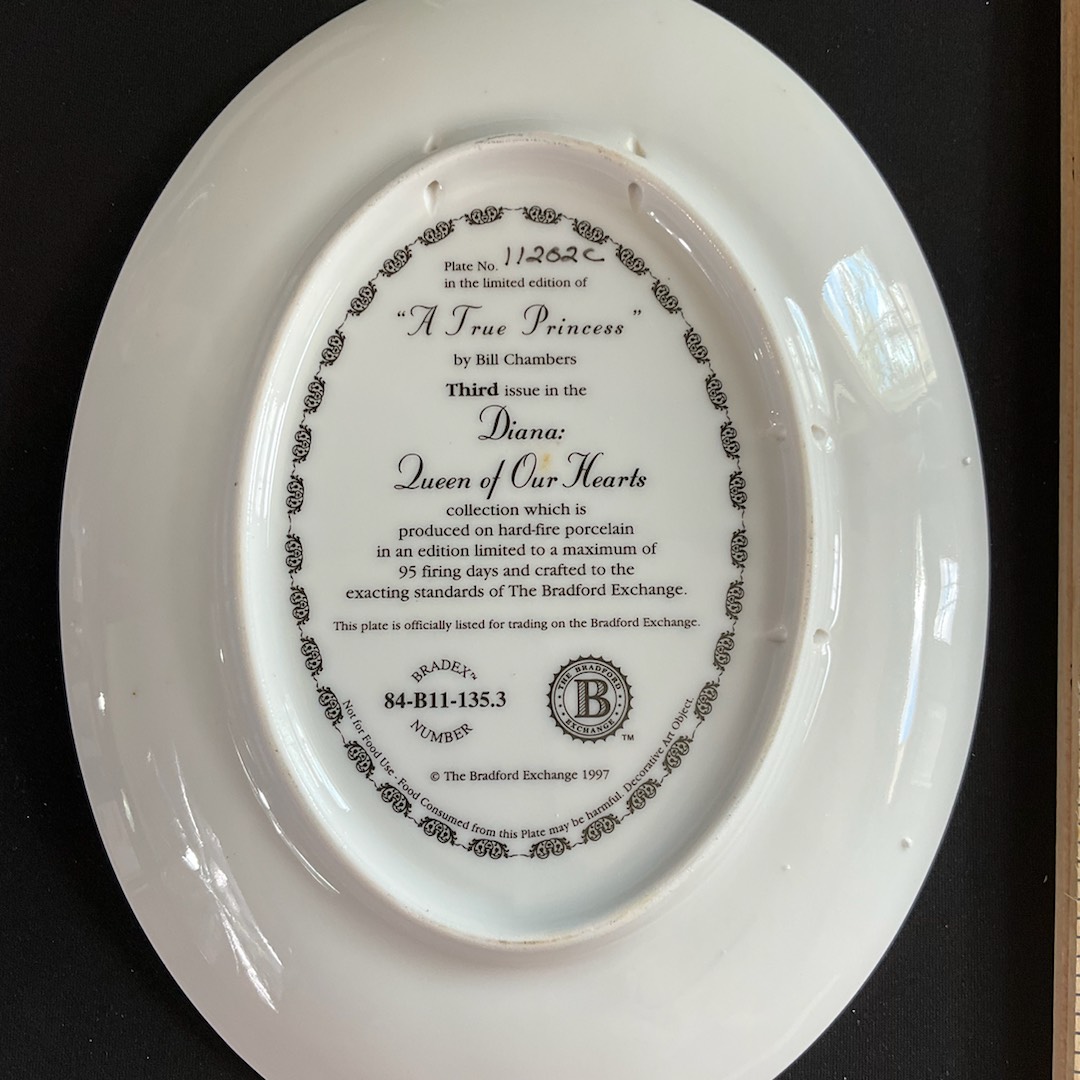 Plate No. 11262C
in the limited edition of
“A True Princess”
by Bill Chambers
Third issue in the
Diana:
Queen of Our Hearts
collection which is
produced on hard-fire porcelain
in an edition limited to a maximum of
95 firing days and crafted to the
exacting standards of The Bradford Exchange.
This plate is officially listed for trading on the Bradford Exchange.
BRADEX™
84-B11-135.3
NUMBER
THE BRADFORD
B
EXCHANGE
™
© The Bradford Exchange 1997
Not for Food Use - Food Consumed from this Plate may be harmful. Decorative Art Object